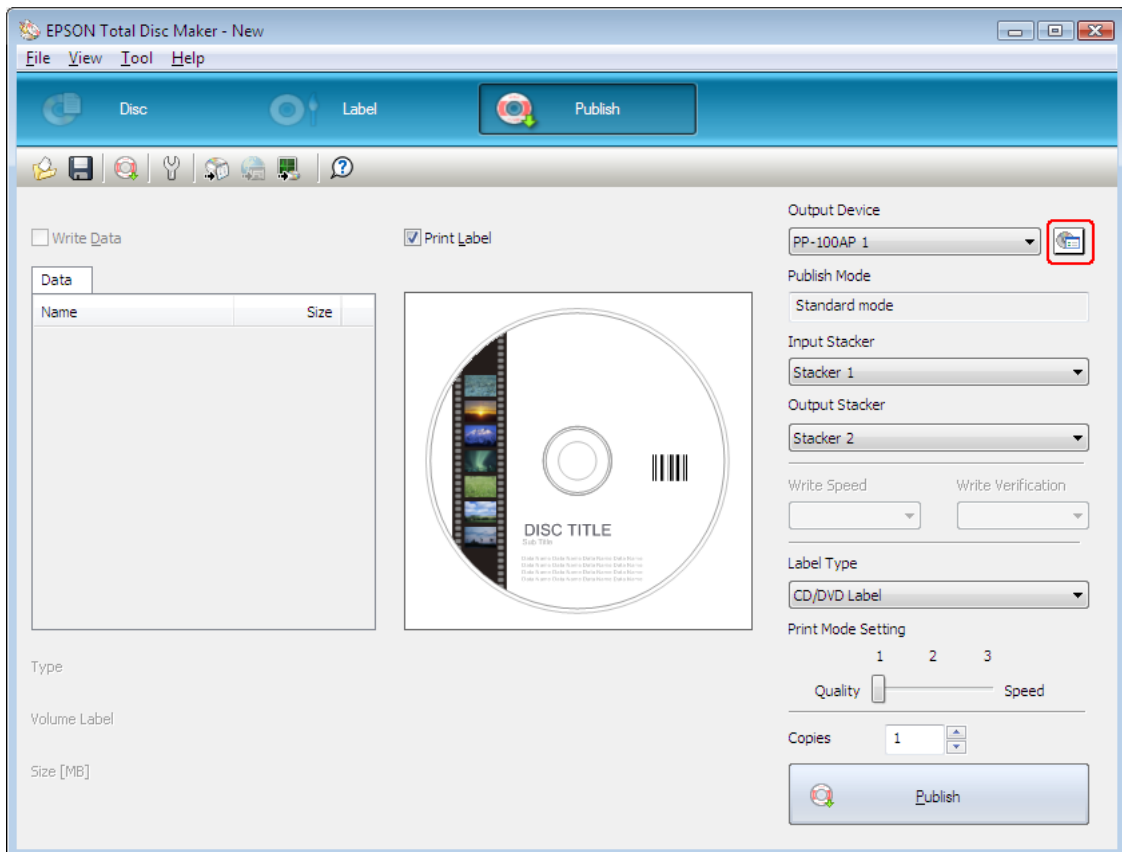 EPSON Total Disc Maker - New
File View Tool Help
Disc Label Publish
Output Device
Write Data
Print Label
PP-100AP 1
Data
Publish Mode
Name Size
Standard mode
Input Stacker
Stacker 1
Output Stacker
Stacker 2
Write Speed Write Verification
DISC TITLE
Sub Title
Label Type
CD/DVD Label
Print Mode Setting
1 2 3
Quality Speed
Type
Volume Label
Copies 1
Size [MB]
Publish